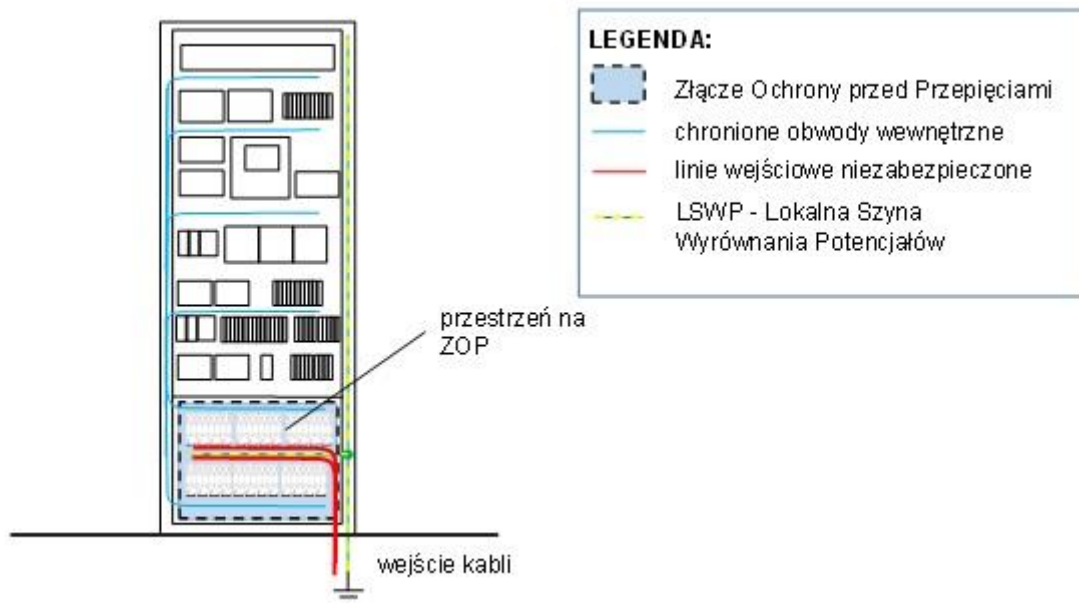 LEGENDA:
Złącze Ochrony przed Przepięciami
chronione obwody wewnętrzne
linie wejściowe niezabezpieczone
LSWP - Lokalna Szyna
Wyrównania Potencjałów
przestrzeń na
ZOP
wejście kabli